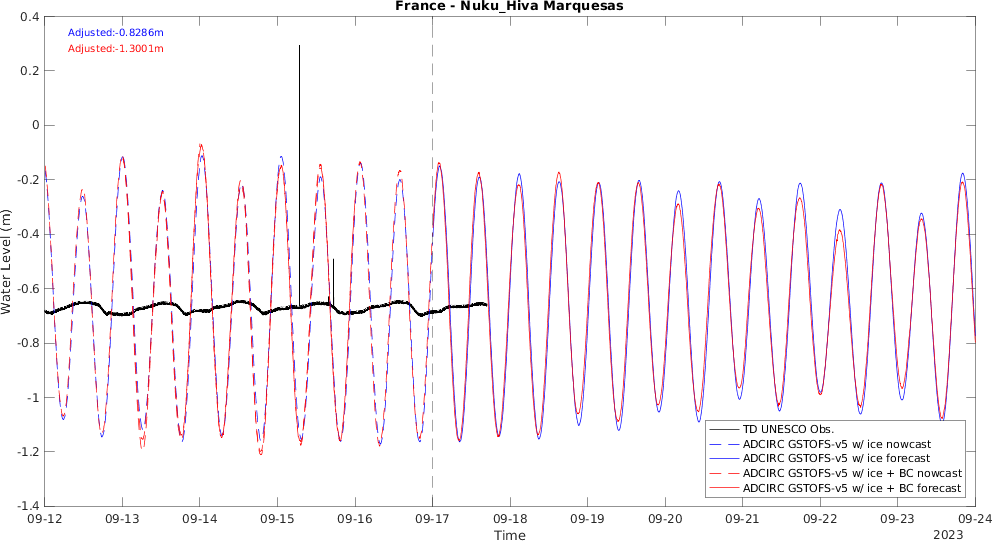 France - Nuku_Hiva Marquesas
Adjusted:-0.8286m
Adjusted:-1.3001m
0.4
0.2
0
-0.2
-0.4
-0.6
-0.8
-1
-1.2
-1.4
Water Level (m)
TD UNESCO Obs.
ADCIRC GSTOFS-v5 w/ ice nowcast
ADCIRC GSTOFS-v5 w/ ice forecast
ADCIRC GSTOFS-v5 w/ ice + BC nowcast
ADCIRC GSTOFS-v5 w/ ice + BC forecast
09-12 09-13 09-14 09-15 09-16 09-17 09-18 09-19 09-20 09-21 09-22 09-23 09-24
Time
2023